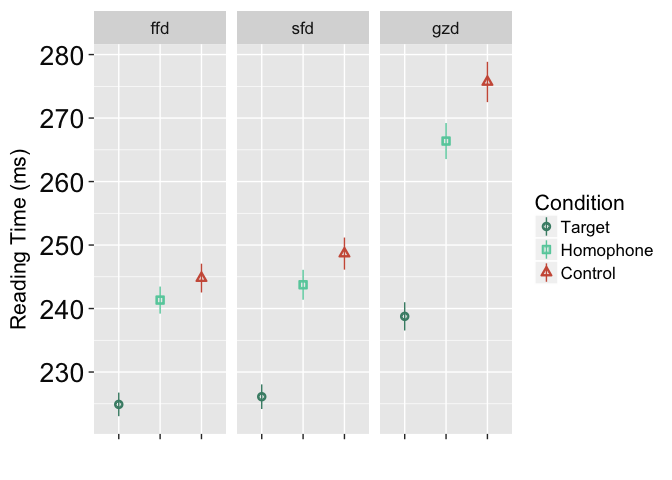 ffd sfd gzd
280
270
260
250
240
230
Reading Time (ms)
Condition
Target
Homophone
Control